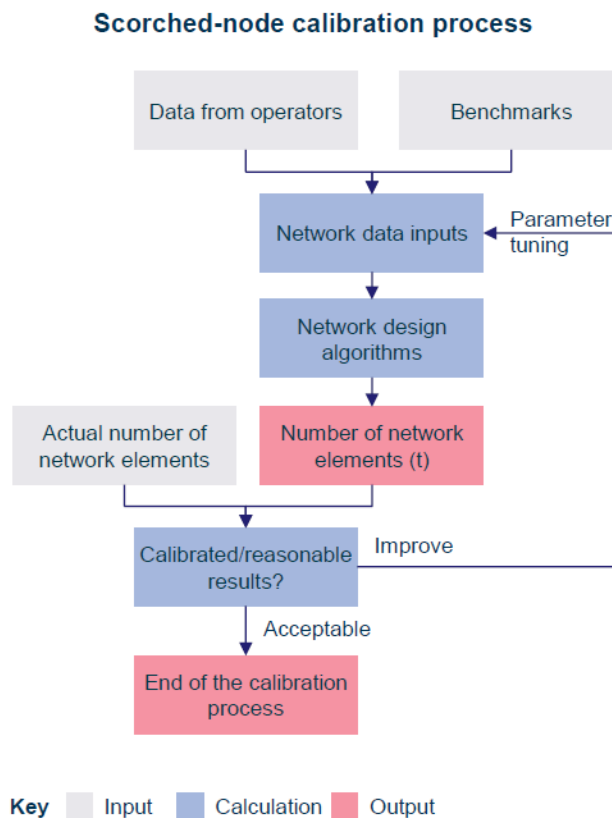 Scorched-node calibration process
Data from operators
Benchmarks
Network data inputs
Parameter
tuning
Network design
algorithms
Actual number of
network elements
Number of network
elements (t)
Calibrated/reasonable
results?
Improve
Acceptable
End of the calibration
process
Key Input Calculation Output